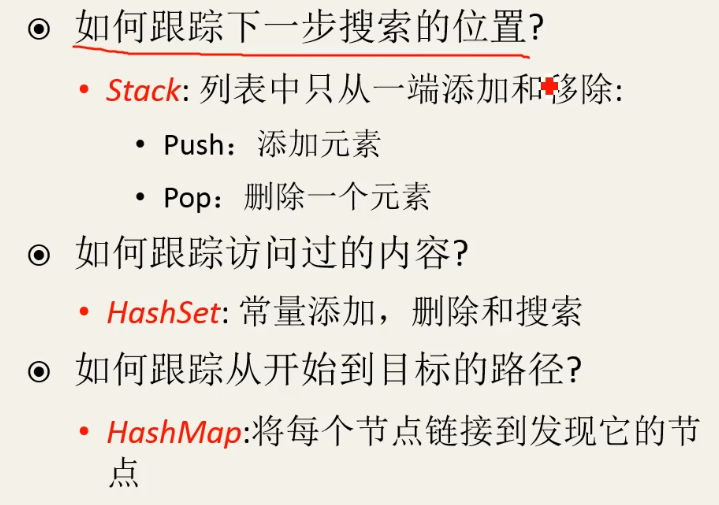 如何跟踪下一步搜索的位置?
Stack: 列表中只从一端添加和移除:
Push：添加元素
Pop：删除一个元素
如何跟踪访问过的内容?
HashSet: 常量添加，删除和搜索
如何跟踪从开始到目标的路径?
HashMap:将每个节点链接到发现它的节
点